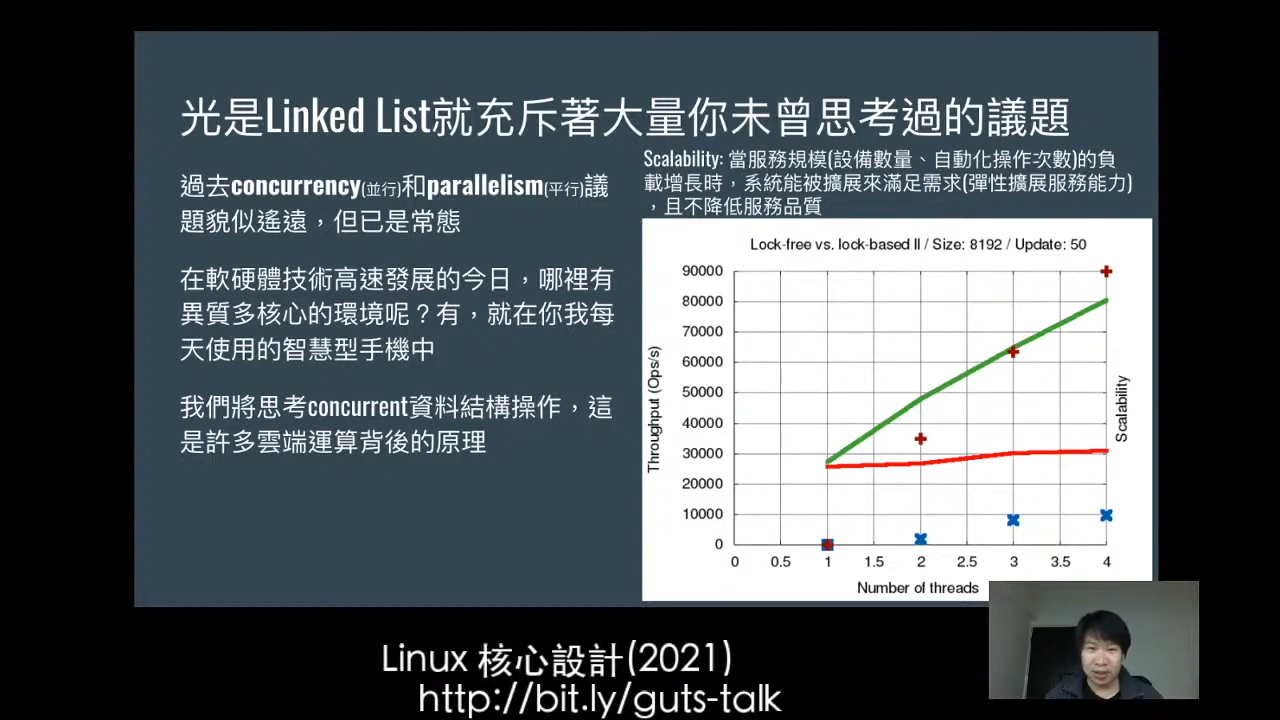 光是Linked List就充斥著大量你未曾思考過的議題
過去concurrency(並行)和parallelism(平行)議
題貌似遙遠，但已是常態
在軟硬體技術高速發展的今日，哪裡有
異質多核心的環境呢？有，就在你我每
天使用的智慧型手機中
我們將思考concurrent資料結構操作，這
是許多雲端運算背後的原理
Scalability: 當服務規模(設備數量、自動化操作次數)的負
載增長時，系統能被擴展來滿足需求(彈性擴展服務能力)
，且不降低服務品質
Lock-free vs. lock-based II / Size: 8192 / Update: 50
90000
80000
70000
60000
50000
40000
30000
20000
10000
0
Throughput (Ops/s)
Scalability
0 0.5 1 1.5 2 2.5 3 3.5 4
Number of threads
Linux 核心設計(2021)
http://bit.ly/guts-talk